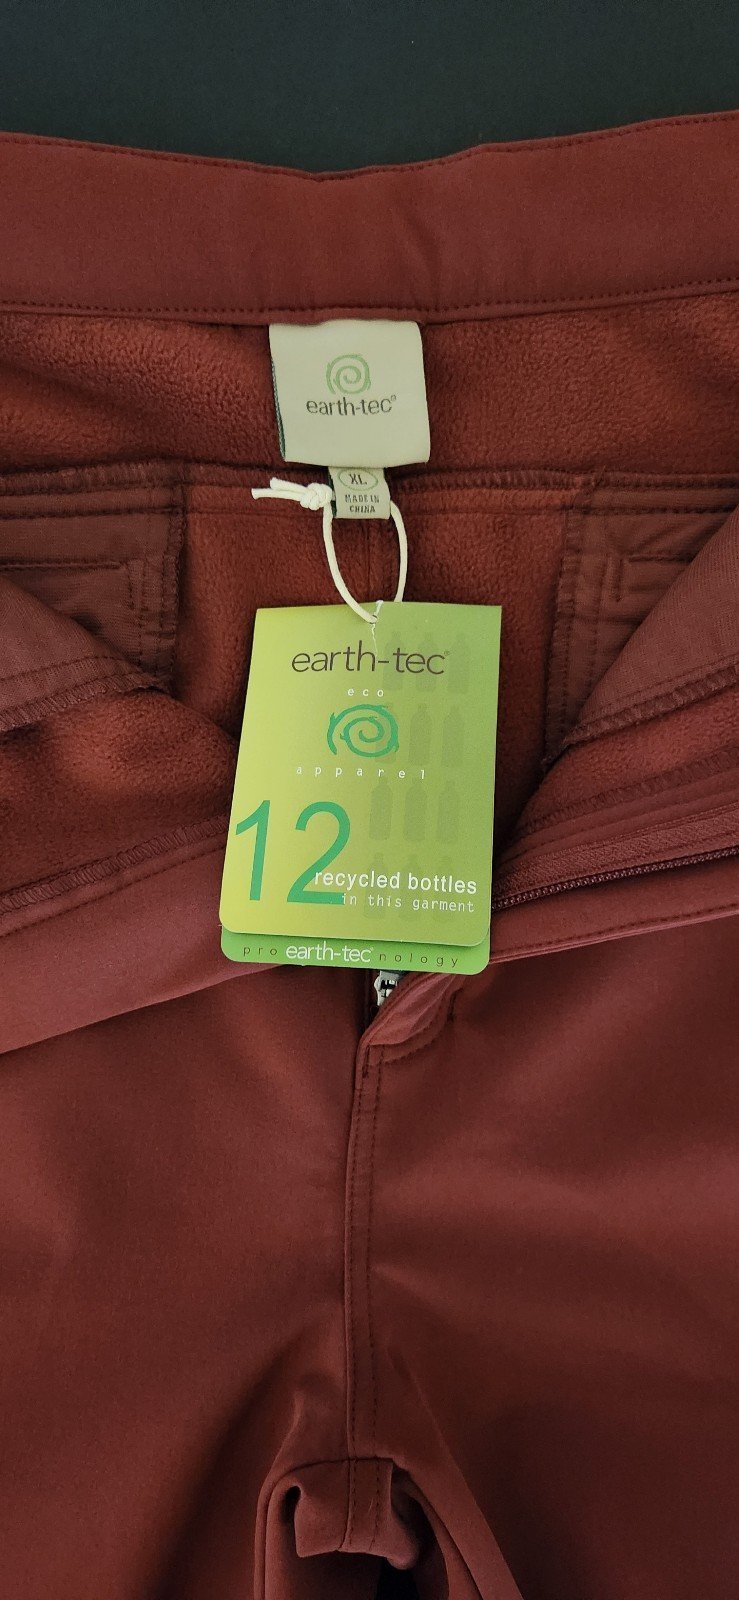 earth-tec®
XL
MADE IN
CHINA
earth-tec®
eco
apparel
12
recycled bottles
in this garment
pro earth-tec® nology